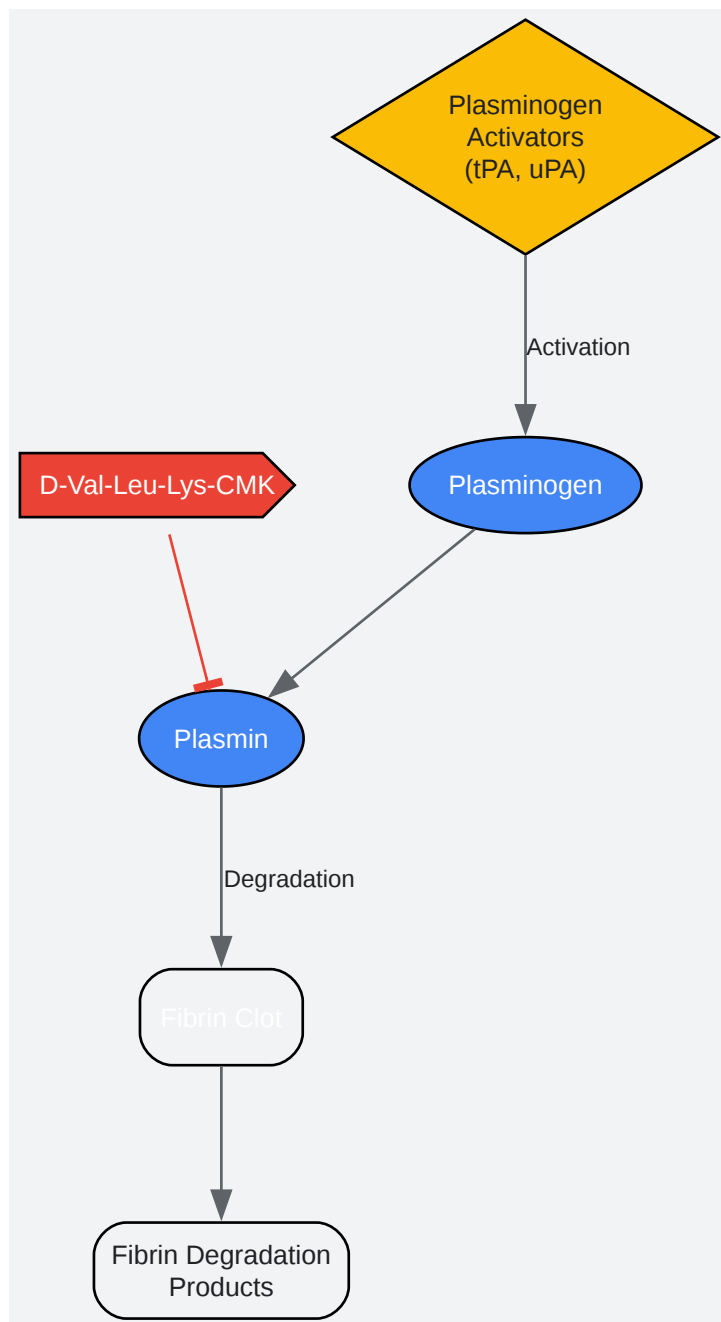 Plasminogen
Activators
(tPA, uPA)
Activation
D-Val-Leu-Lys-CMK
Plasminogen
Plasmin
Degradation
Fibrin Clot
Fibrin Degradation
Products